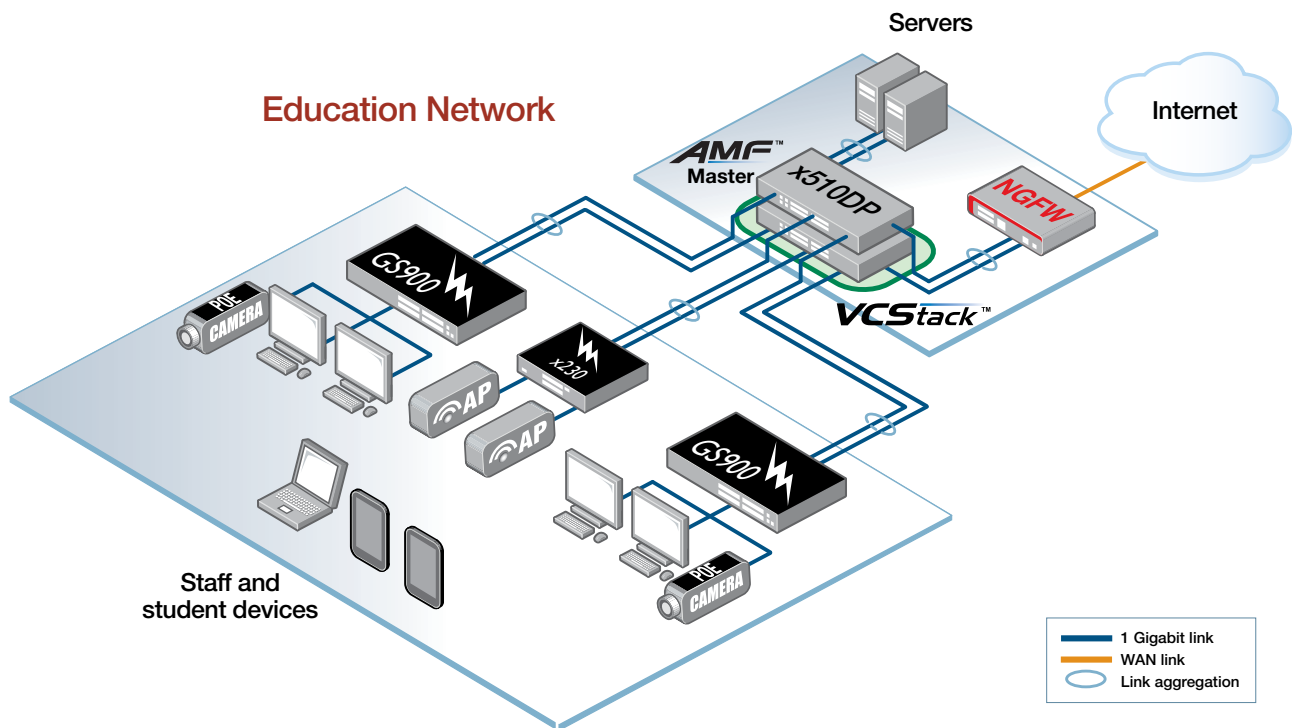 Servers
Education Network
Internet
AMF™
Master
x510DP
NGFW
GS900
POE
CAMERA
VCStack™
x230
AP
AP
GS900
POE
CAMERA
Staff and
student devices
1 Gigabit link
WAN link
Link aggregation